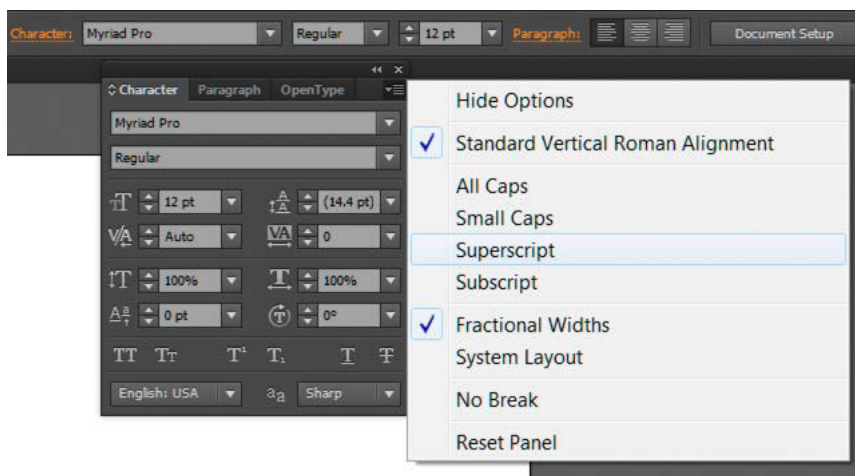 Character: Myriad Pro Regular 12 pt Paragraph: Document Setup
Character Paragraph OpenType
Myriad Pro
Regular
12 pt (14.4 pt)
Auto 0
100% 100%
0 pt 0°
TT Tt T¹ T₁ T T
English: USA aa Sharp
Hide Options
Standard Vertical Roman Alignment
All Caps
Small Caps
Superscript
Subscript
Fractional Widths
System Layout
No Break
Reset Panel